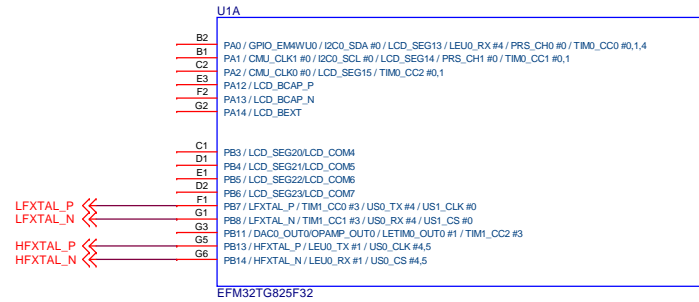 U1A
B2 PA0 / GPIO_EM4WU0 / I2C0_SDA #0 / LCD_SEG13 / LEU0_RX #4 / PRS_CH0 #0 / TIM0_CC0 #0,1,4
B1 PA1 / CMU_CLK1 #0 / I2C0_SCL #0 / LCD_SEG14 / PRS_CH1 #0 / TIM0_CC1 #0,1
C2 PA2 / CMU_CLK0 #0 / LCD_SEG15 / TIM0_CC2 #0,1
E3 PA12 / LCD_BCAP_P
F2 PA13 / LCD_BCAP_N
G2 PA14 / LCD_BEXT
C1 PB3 / LCD_SEG20/LCD_COM4
D1 PB4 / LCD_SEG21/LCD_COM5
E1 PB5 / LCD_SEG22/LCD_COM6
D2 PB6 / LCD_SEG23/LCD_COM7
LFXTAL_P F1 PB7 / LFXTAL_P / TIM1_CC0 #3 / US0_TX #4 / US1_CLK #0
LFXTAL_N G1 PB8 / LFXTAL_N / TIM1_CC1 #3 / US0_RX #4 / US1_CS #0
G3 PB11 / DAC0_OUT0/OPAMP_OUT0 / LETIM0_OUT0 #1 / TIM1_CC2 #3
HFXTAL_P G5 PB13 / HFXTAL_P / LEU0_TX #1 / US0_CLK #4,5
HFXTAL_N G6 PB14 / HFXTAL_N / LEU0_RX #1 / US0_CS #4,5
EFM32TG825F32